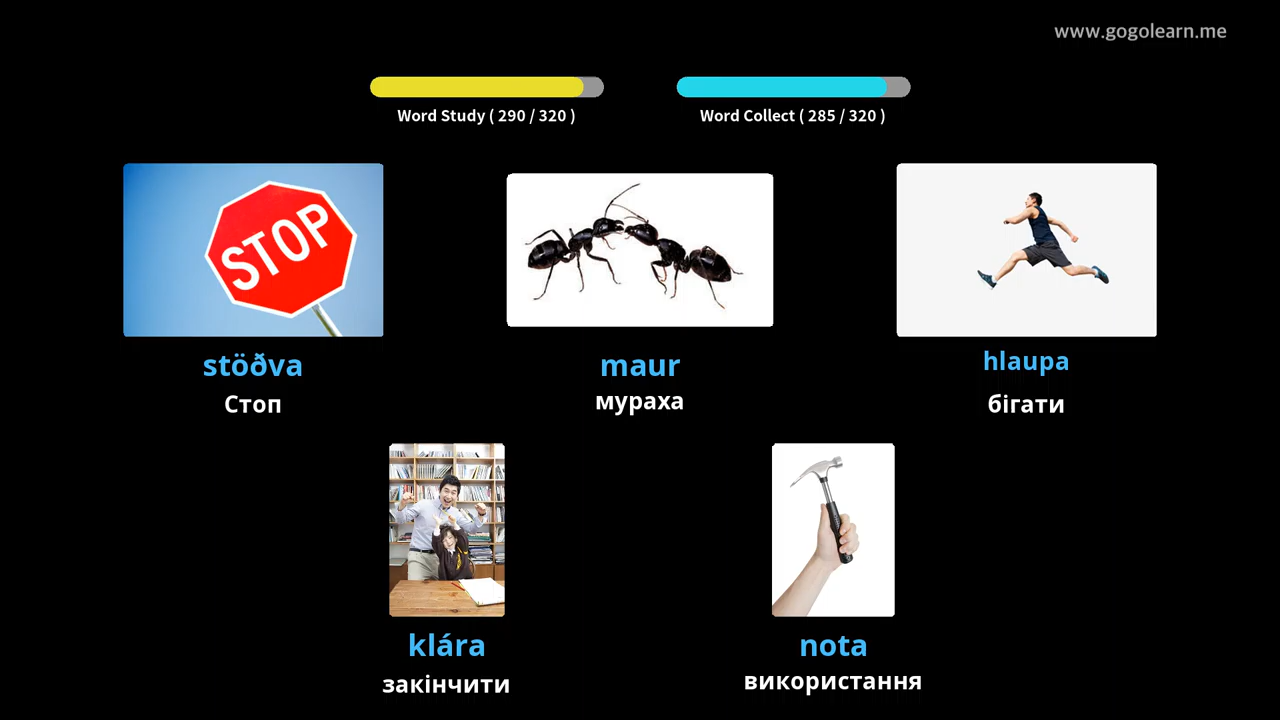 www.gogolearn.me
Word Study ( 290 / 320 )
Word Collect ( 285 / 320 )
STOP
stöðva
Стоп
maur
мураха
hlaupa
бігати
klára
закінчити
nota
використання